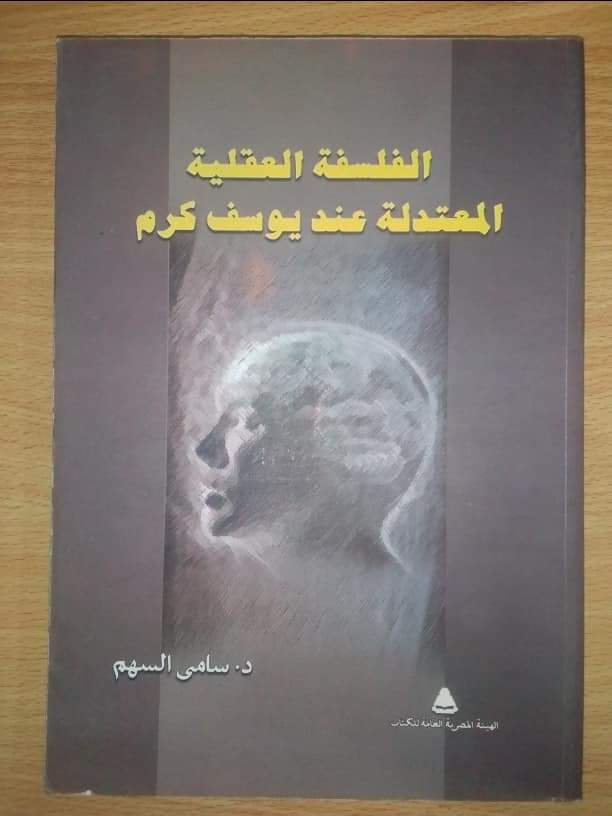 الفلسفة العقلية
المعتدلة عند يوسف كرم
د. سامى السهم
الهيئة المصرية العامة للكتاب